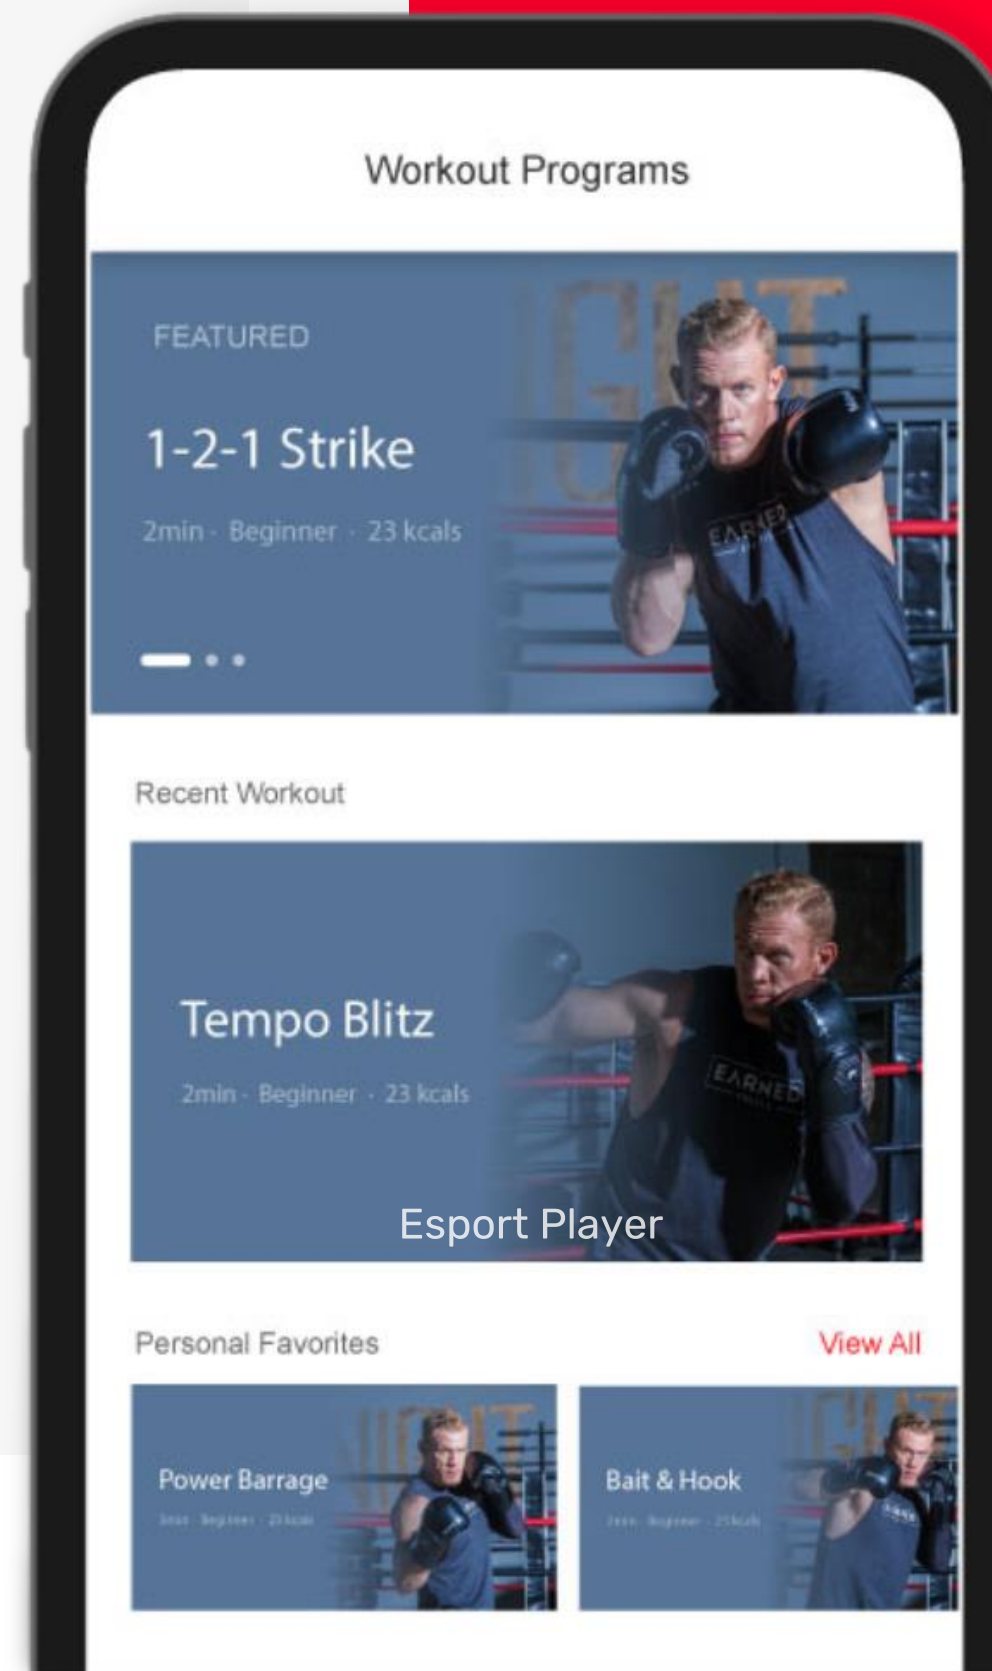 Workout Programs
FEATURED
1-2-1 Strike
2min · Beginner · 23 kcals
EARNED
Recent Workout
Tempo Blitz
2min · Beginner · 23 kcals
EARNED
Esport Player
Personal Favorites
View All
Power Barrage
Bait & Hook